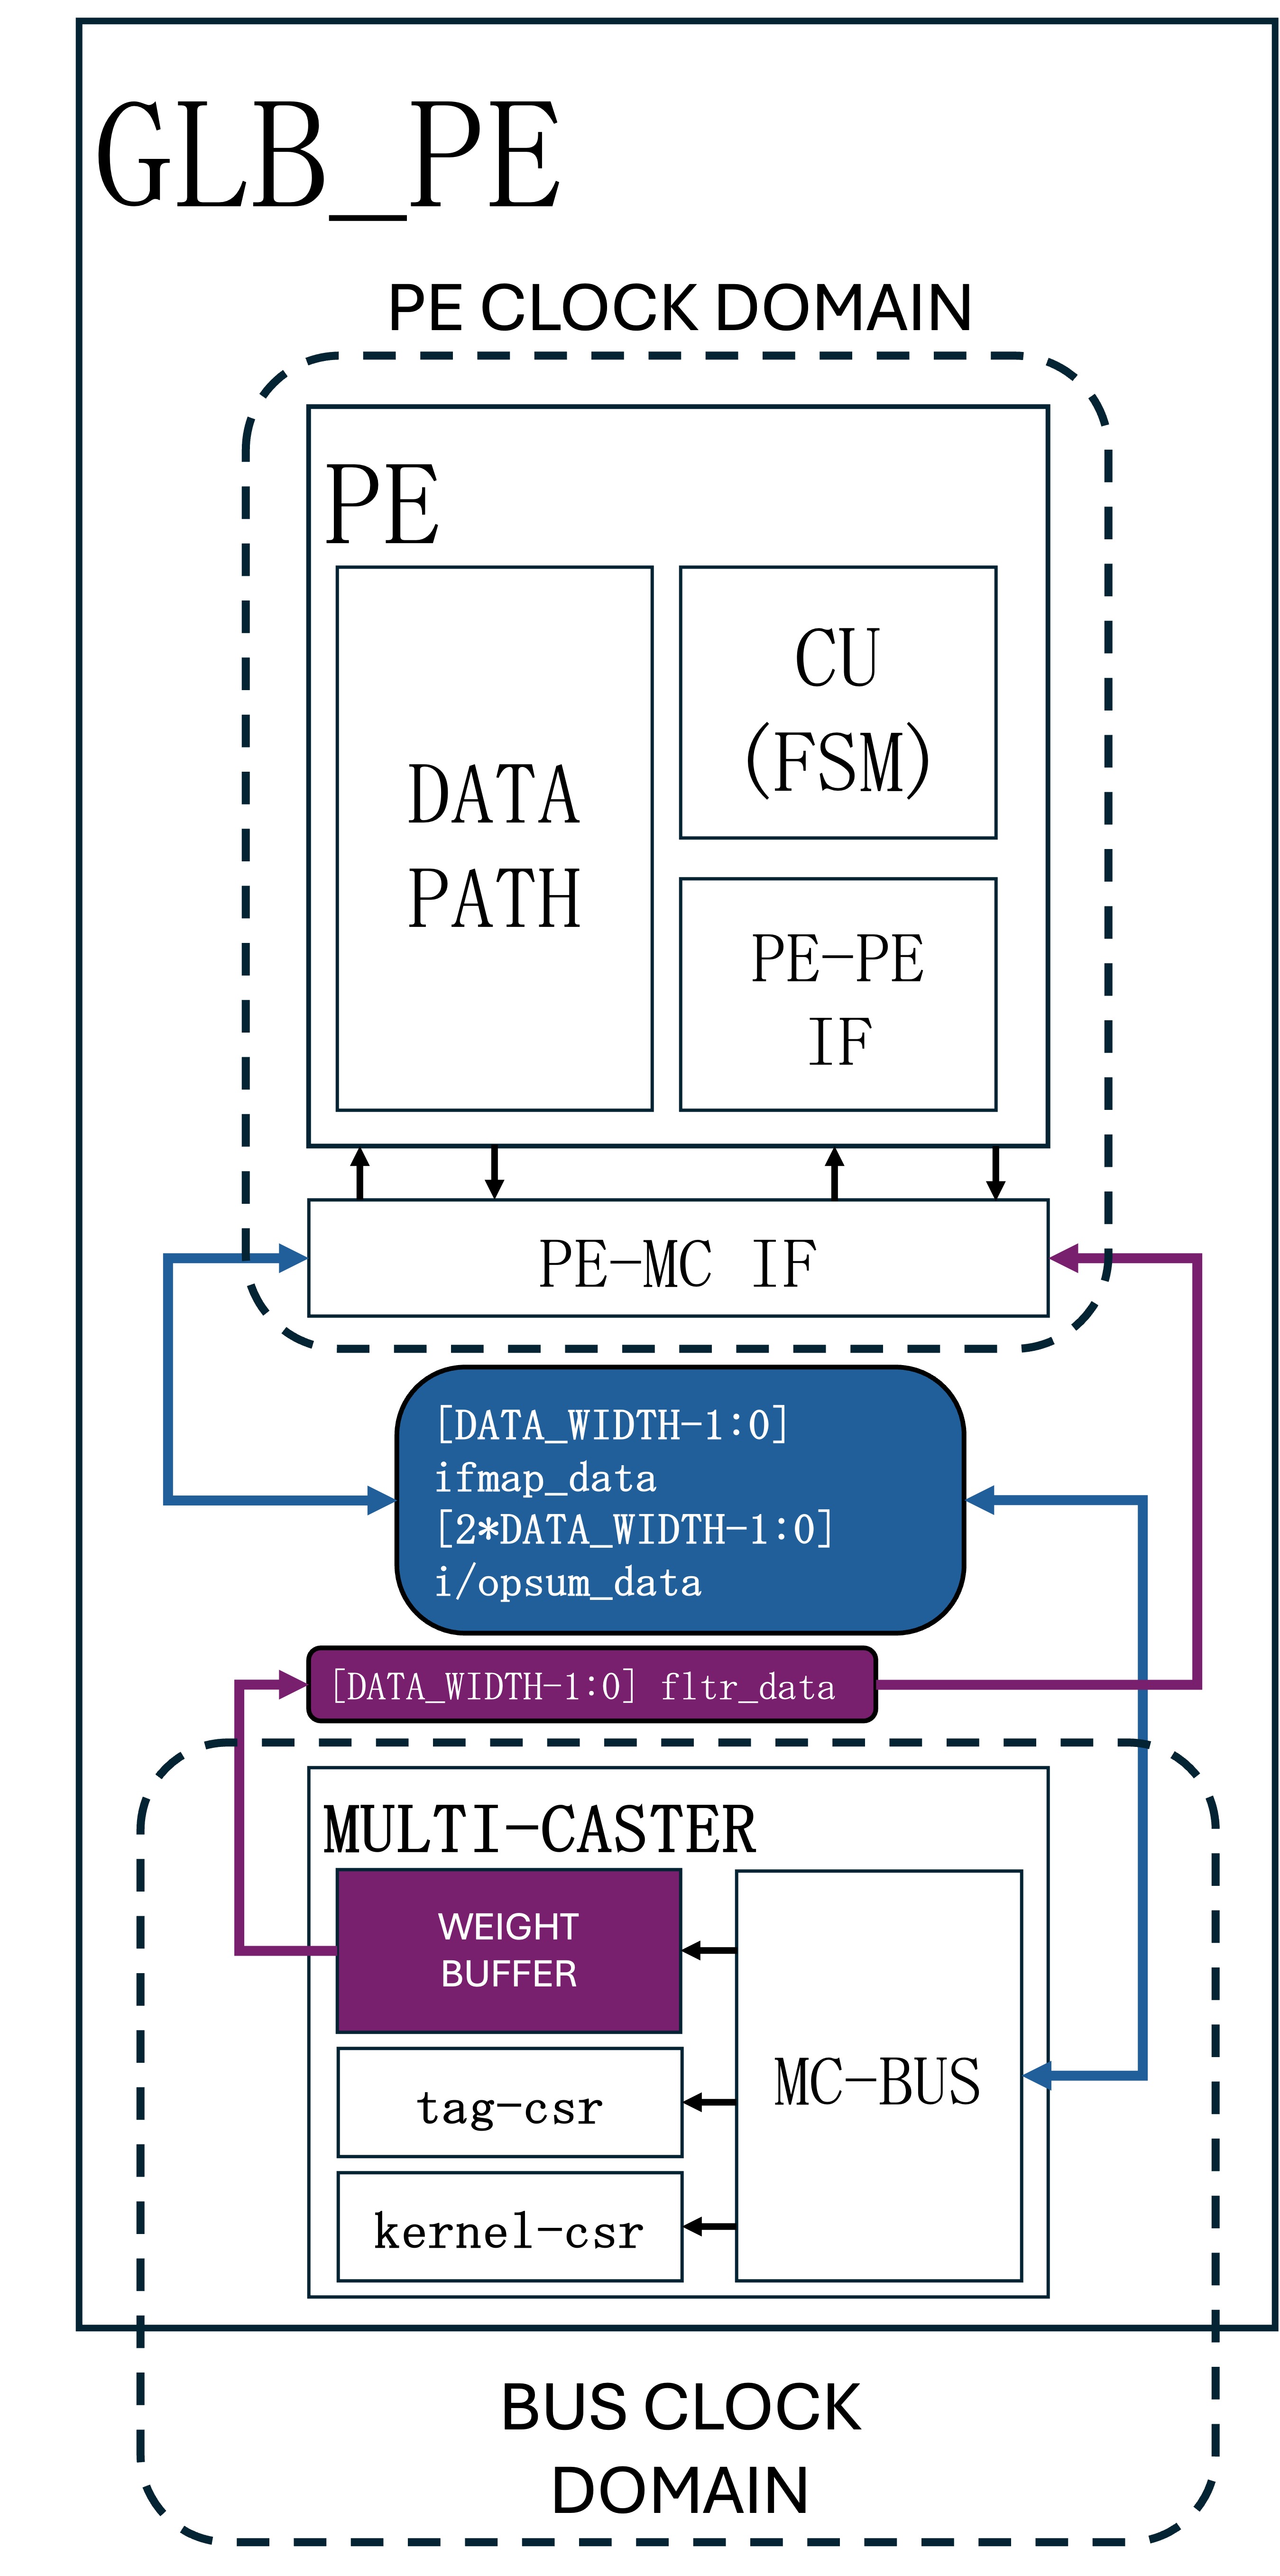 GLB_PE
PE CLOCK DOMAIN
PE
DATA
PATH
CU
(FSM)
PE-PE
IF
PE-MC IF
[DATA_WIDTH-1:0]
ifmap_data
[2*DATA_WIDTH-1:0]
i/opsum_data
[DATA_WIDTH-1:0] fltr_data
MULTI-CASTER
WEIGHT
BUFFER
tag-csr
kernel-csr
MC-BUS
BUS CLOCK
DOMAIN